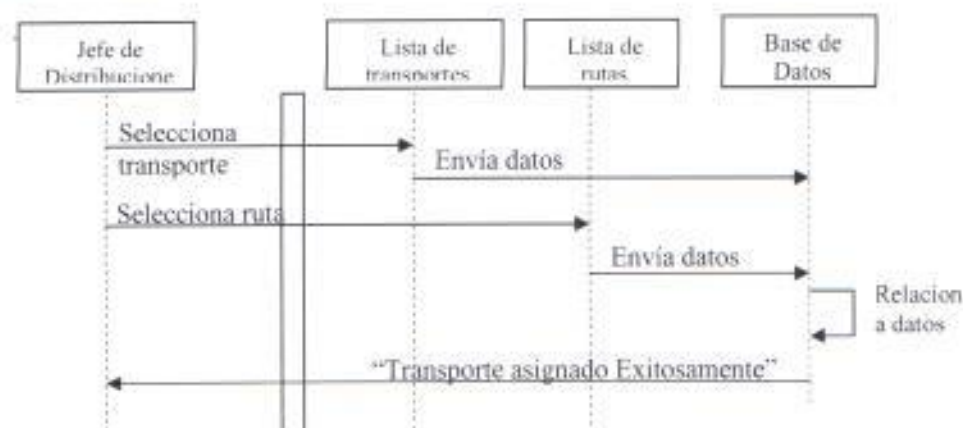 Jefe de
Distribucione
Lista de
transportes
Lista de
rutas
Base de
Datos
Selecciona
transporte
Envía datos
Selecciona ruta
Envía datos
Relacion
a datos
“Transporte asignado Exitosamente”